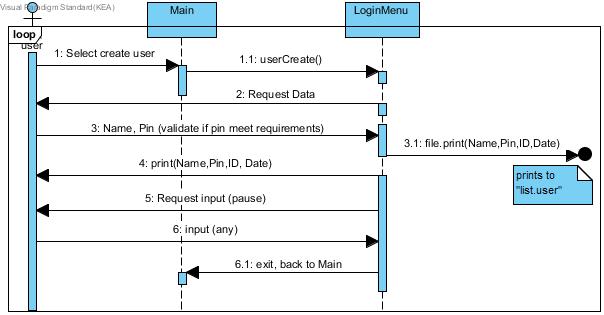 Visual Paradigm Standard(KEA)
Main
LoginMenu
loop
user
1: Select create user
1.1: userCreate()
2: Request Data
3: Name, Pin (validate if pin meet requirements)
3.1: file.print(Name,Pin,ID,Date)
4: print(Name,Pin,ID, Date)
prints to
"list.user"
5: Request input (pause)
6: input (any)
6.1: exit, back to Main